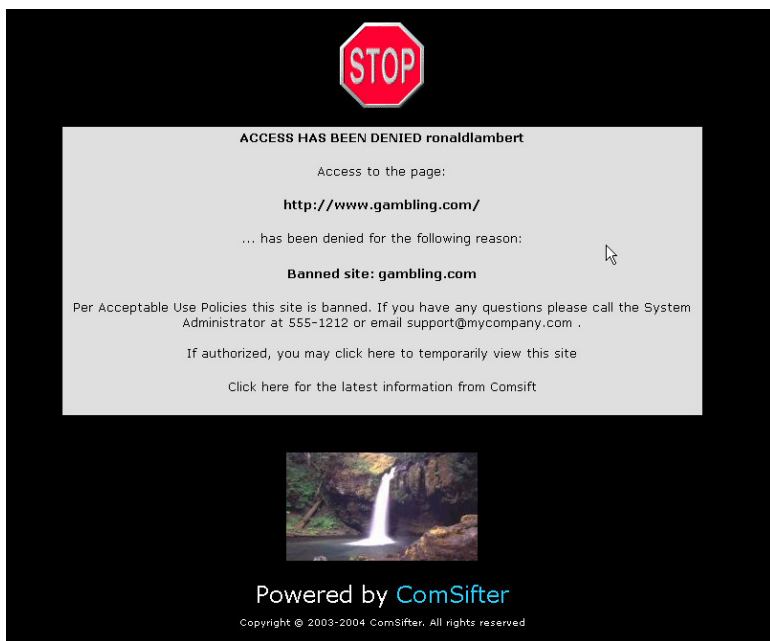 STOP
ACCESS HAS BEEN DENIED ronaldlambert
Access to the page:
http://www.gambling.com/
... has been denied for the following reason:
Banned site: gambling.com
Per Acceptable Use Policies this site is banned. If you have any questions please call the System
Administrator at 555-1212 or email support@mycompany.com .
If authorized, you may click here to temporarily view this site
Click here for the latest information from Comsift
Powered by ComSifter
Copyright © 2003-2004 ComSifter. All rights reserved